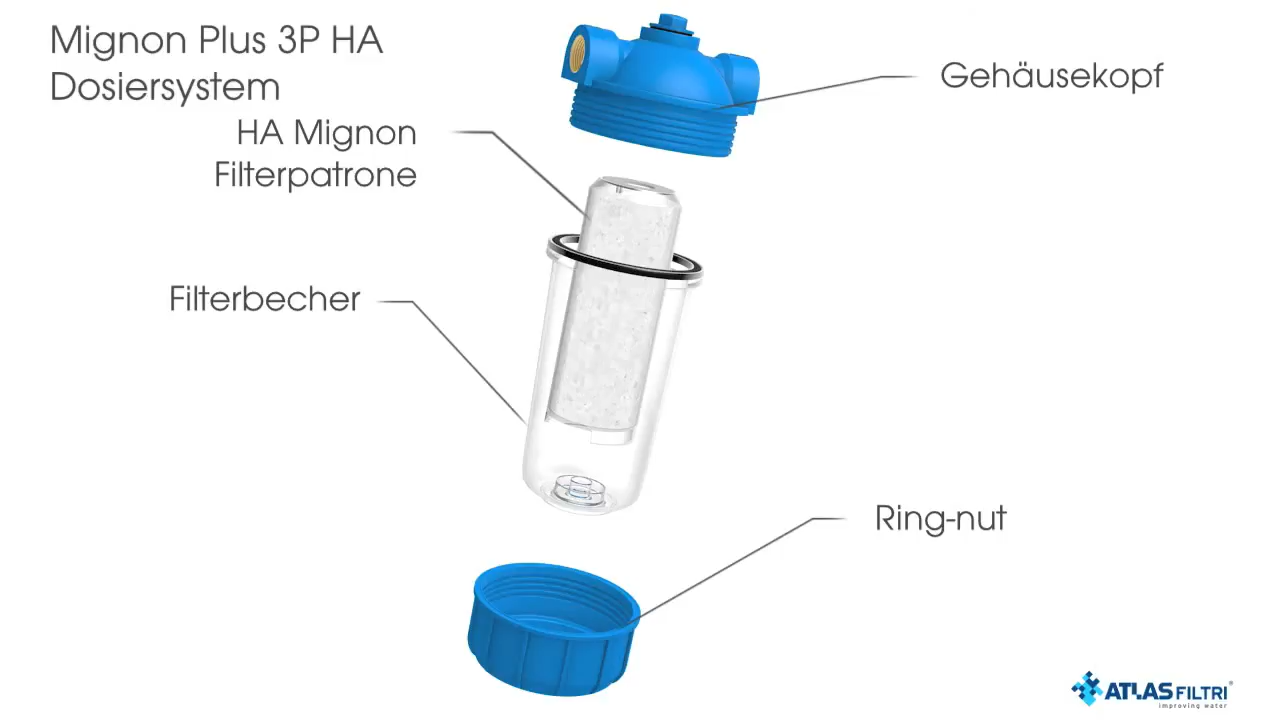 Mignon Plus 3P HA
Dosiersystem
HA Mignon
Filterpatrone
Gehäusekopf
Filterbecher
Ring-nut
ATLAS FILTRI®
improving water